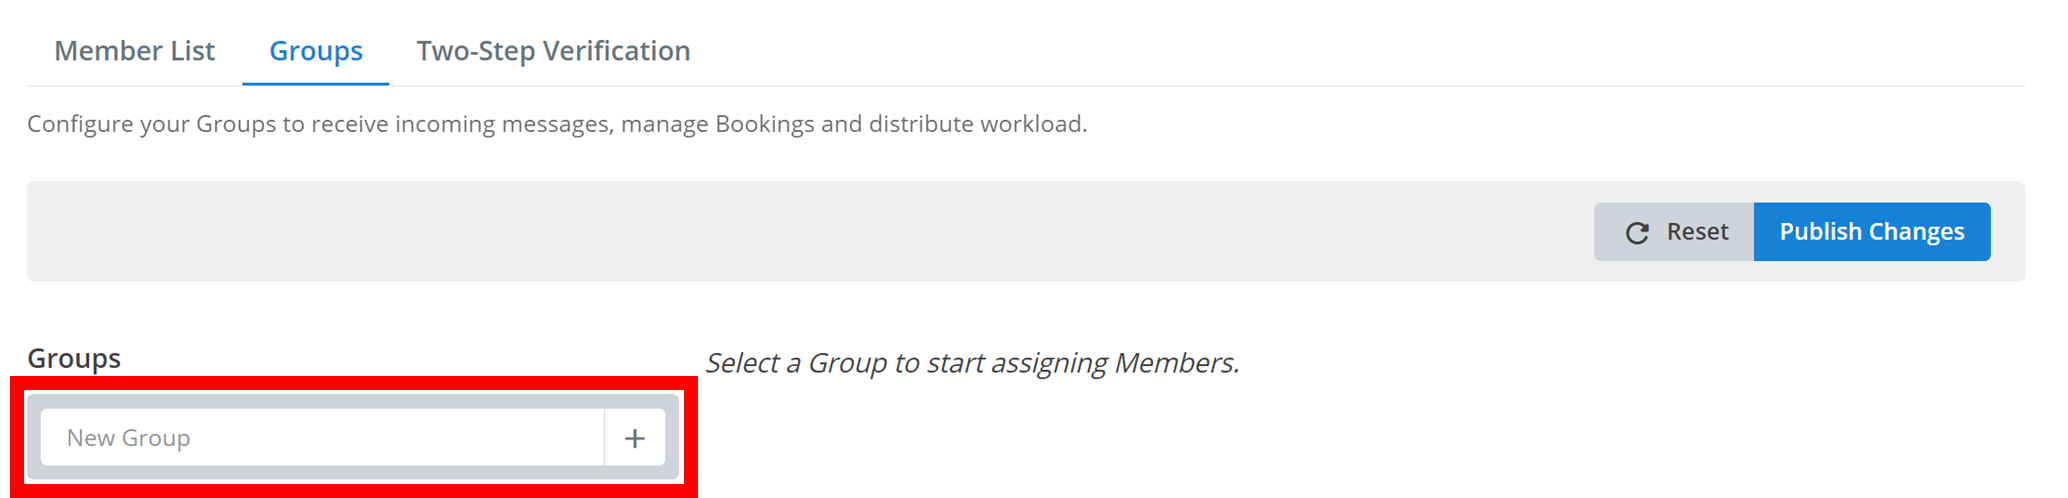 Member List Groups Two-Step Verification
Configure your Groups to receive incoming messages, manage Bookings and distribute workload.
Reset Publish Changes
Groups
Select a Group to start assigning Members.
New Group +